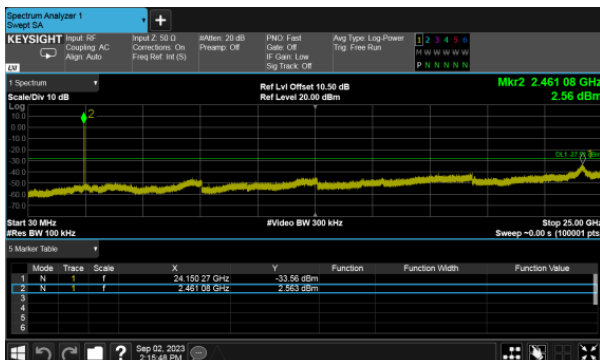 Spectrum Analyzer 1
Swept SA
+
KEYSIGHT Input: RF Input Z: 50 Ω #Atten: 20 dB PNO: Fast Avg Type: Log-Power 1 2 3 4 5 6
Coupling: AC Corrections: On Preamp: Off Gate: Off Trig: Free Run M W W W W W
Align: Auto Freq Ref: Int (S) IF Gain: Low P N N N N N
Sig Track: Off
LXI
1 Spectrum Ref Lvl Offset 10.50 dB Mkr2 2.461 08 GHz
Scale/Div 10 dB Ref Level 20.00 dBm 2.56 dBm
Log
10.0
0.00
-10.0
-20.0
-30.0
-40.0
-50.0
-60.0
-70.0
2
Start 30 MHz #Video BW 300 kHz Stop 25.00 GHz
#Res BW 100 kHz Sweep ~0.00 s (100001 pts)
5 Marker Table
Mode Trace Scale X Y Function Function Width Function Value
1 N 1 f 24.150 27 GHz -33.56 dBm
2 N 1 f 2.461 08 GHz 2.563 dBm
3
4
5
6
? Sep 02, 2023
2:15:48 PM